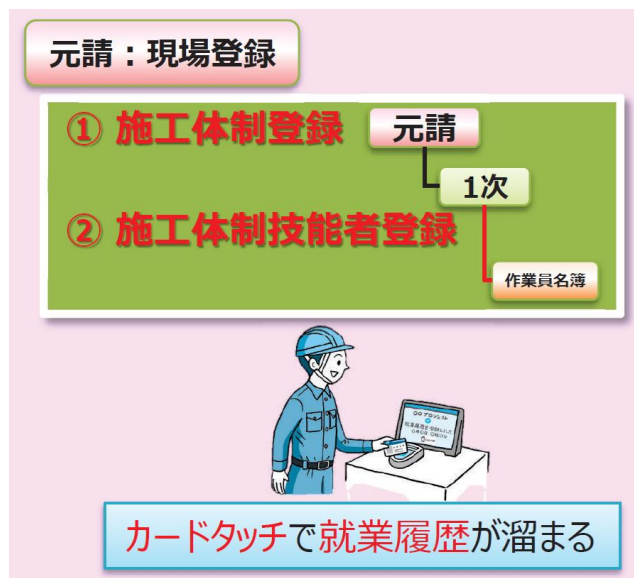 元請：現場登録
① 施工体制登録
元請
1次
② 施工体制技能者登録
作業員名簿
カードタッチで就業履歴が溜まる